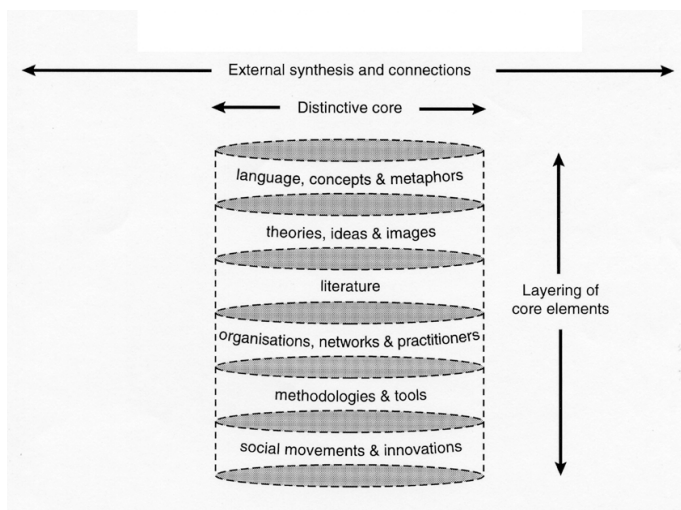 External synthesis and connections
Distinctive core
language, concepts & metaphors
theories, ideas & images
literature
organisations, networks & practitioners
methodologies & tools
social movements & innovations
Layering of
core elements